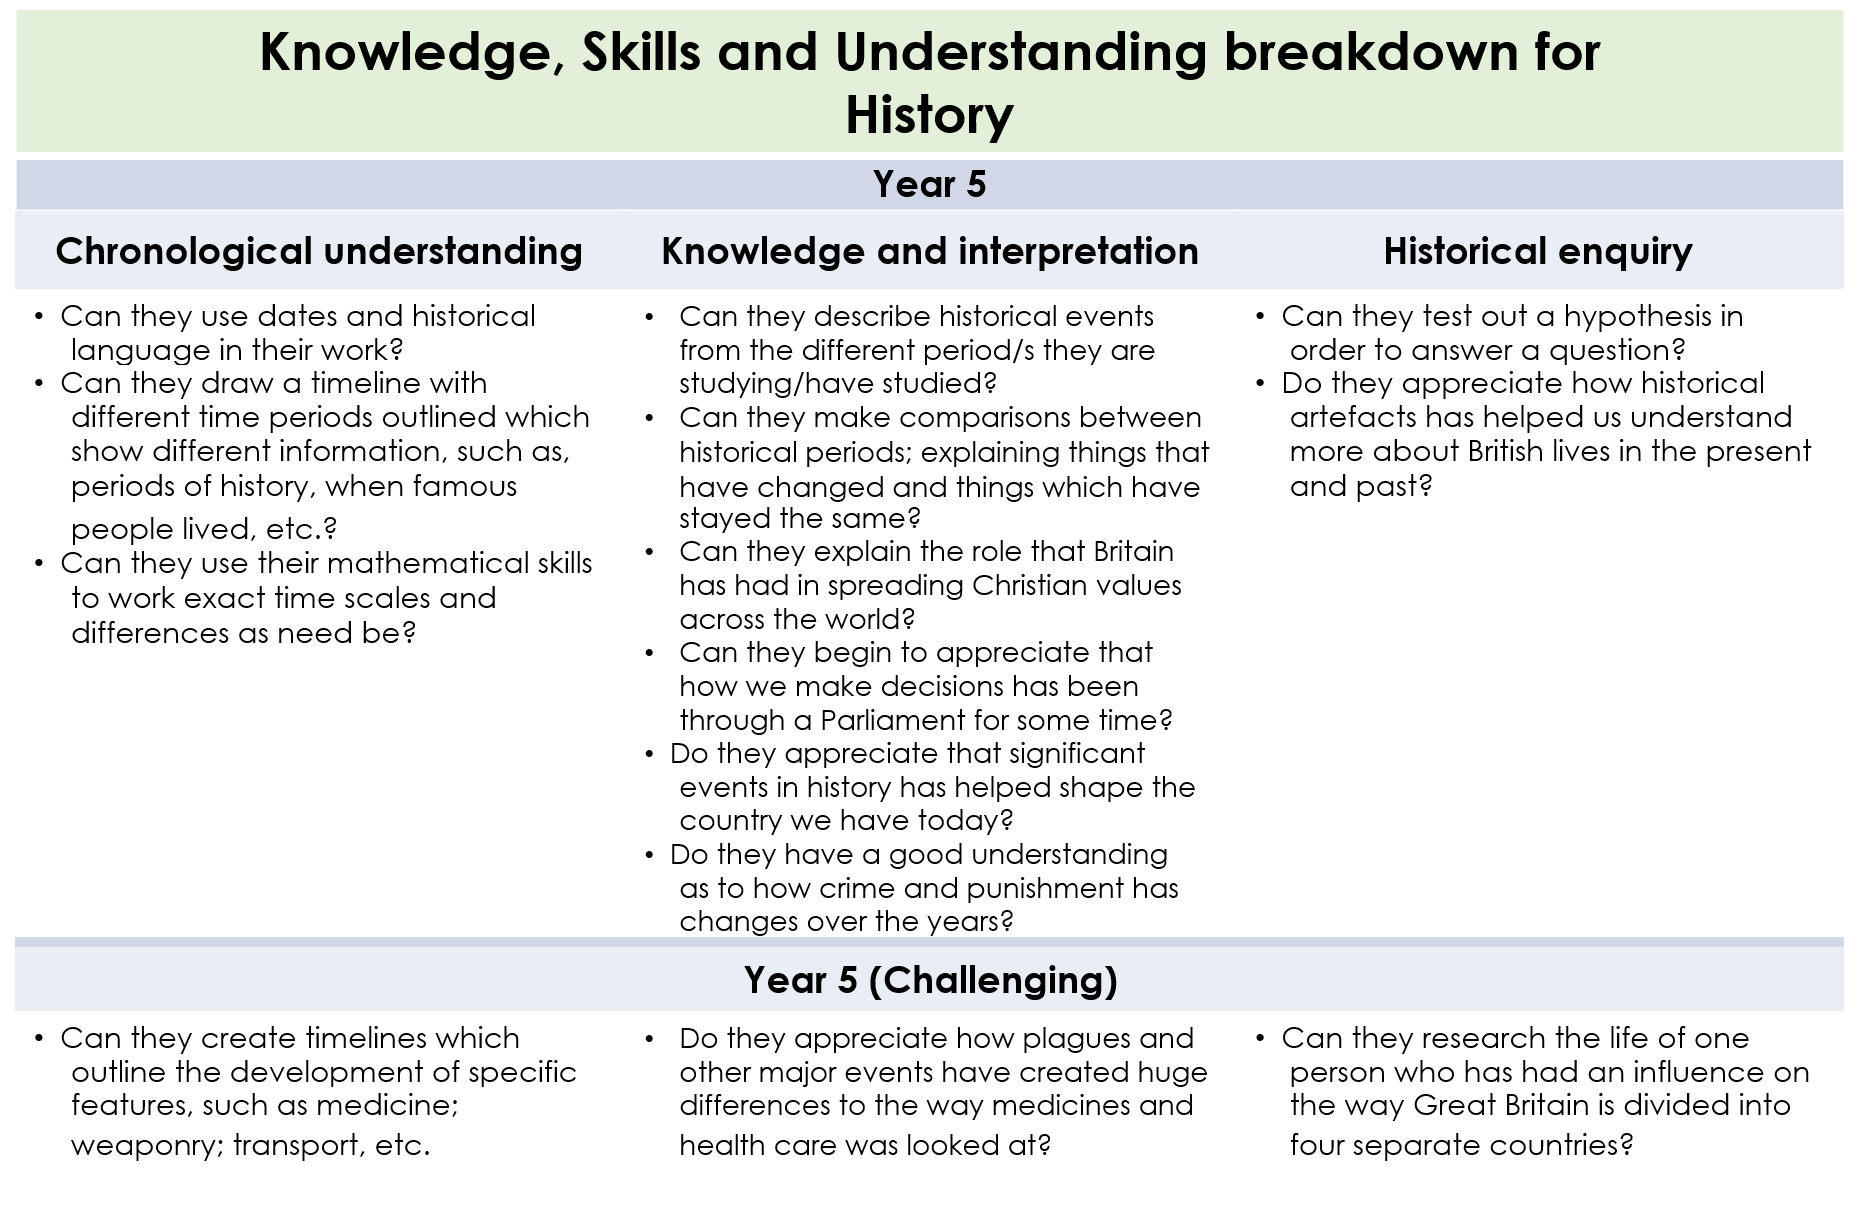 Knowledge, Skills and Understanding breakdown for
History
Year 5
Chronological understanding
• Can they use dates and historical
language in their work?
• Can they draw a timeline with
different time periods outlined which
show different information, such as,
periods of history, when famous
people lived, etc.?
• Can they use their mathematical skills
to work exact time scales and
differences as need be?
Knowledge and interpretation
• Can they describe historical events
from the different period/s they are
studying/have studied?
• Can they make comparisons between
historical periods; explaining things that
have changed and things which have
stayed the same?
• Can they explain the role that Britain
has had in spreading Christian values
across the world?
• Can they begin to appreciate that
how we make decisions has been
through a Parliament for some time?
• Do they appreciate that significant
events in history has helped shape the
country we have today?
• Do they have a good understanding
as to how crime and punishment has
changes over the years?
Historical enquiry
• Can they test out a hypothesis in
order to answer a question?
• Do they appreciate how historical
artefacts has helped us understand
more about British lives in the present
and past?
Year 5 (Challenging)
• Can they create timelines which
outline the development of specific
features, such as medicine;
weaponry; transport, etc.
• Do they appreciate how plagues and
other major events have created huge
differences to the way medicines and
health care was looked at?
• Can they research the life of one
person who has had an influence on
the way Great Britain is divided into
four separate countries?